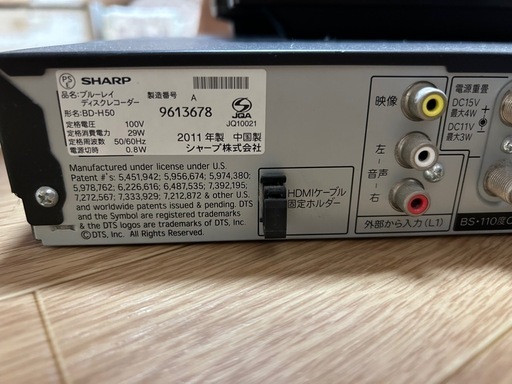 PS E
SHARP
品名: ブルーレイ
ディスクレコーダー
製造番号 A
9613678
JQA
JQ10021
形名: BD-H50
定格電圧 100V
定格消費電力 29W
定格周波数 50/60Hz
電源切時 0.8W
2011年製 中国製
シャープ株式会社
Manufactured under license under U.S.
Patent #'s: 5,451,942; 5,956,674; 5,974,380;
5,978,762; 6,226,616; 6,487,535; 7,392,195;
7,272,567; 7,333,929; 7,212,872; & other U.S.
and worldwide patents issued & pending. DTS
and the Symbol are registered trademarks
& the DTS logos are trademarks of DTS, Inc.
© DTS, Inc. All Rights Reserved.
HDMIケーブル
固定ホルダー
映像
左
音声
右
外部から入力 (L1)
電源重畳
DC15V
最大4W
DC11V
最大3W
BS・110度C